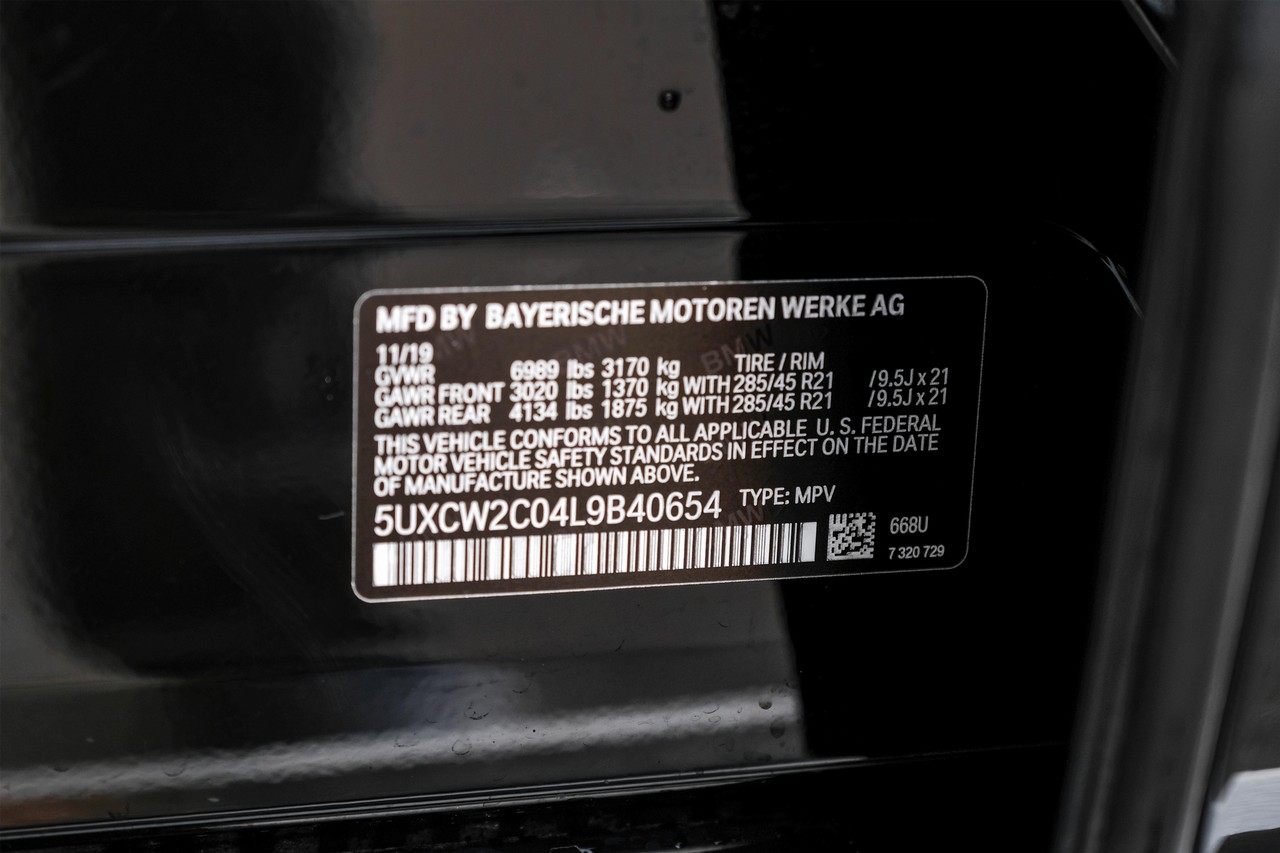 MFD BY BAYERISCHE MOTOREN WERKE AG
11/19 TIRE / RIM
GVWR 6989 lbs 3170 kg
GAWR FRONT 3020 lbs 1370 kg WITH 285/45 R21 / 9.5J x 21
GAWR REAR 4134 lbs 1875 kg WITH 285/45 R21 / 9.5J x 21
THIS VEHICLE CONFORMS TO ALL APPLICABLE U. S. FEDERAL
MOTOR VEHICLE SAFETY STANDARDS IN EFFECT ON THE DATE
OF MANUFACTURE SHOWN ABOVE.
5UXCW2C04L9B40654 TYPE: MPV
668U
7 320 729